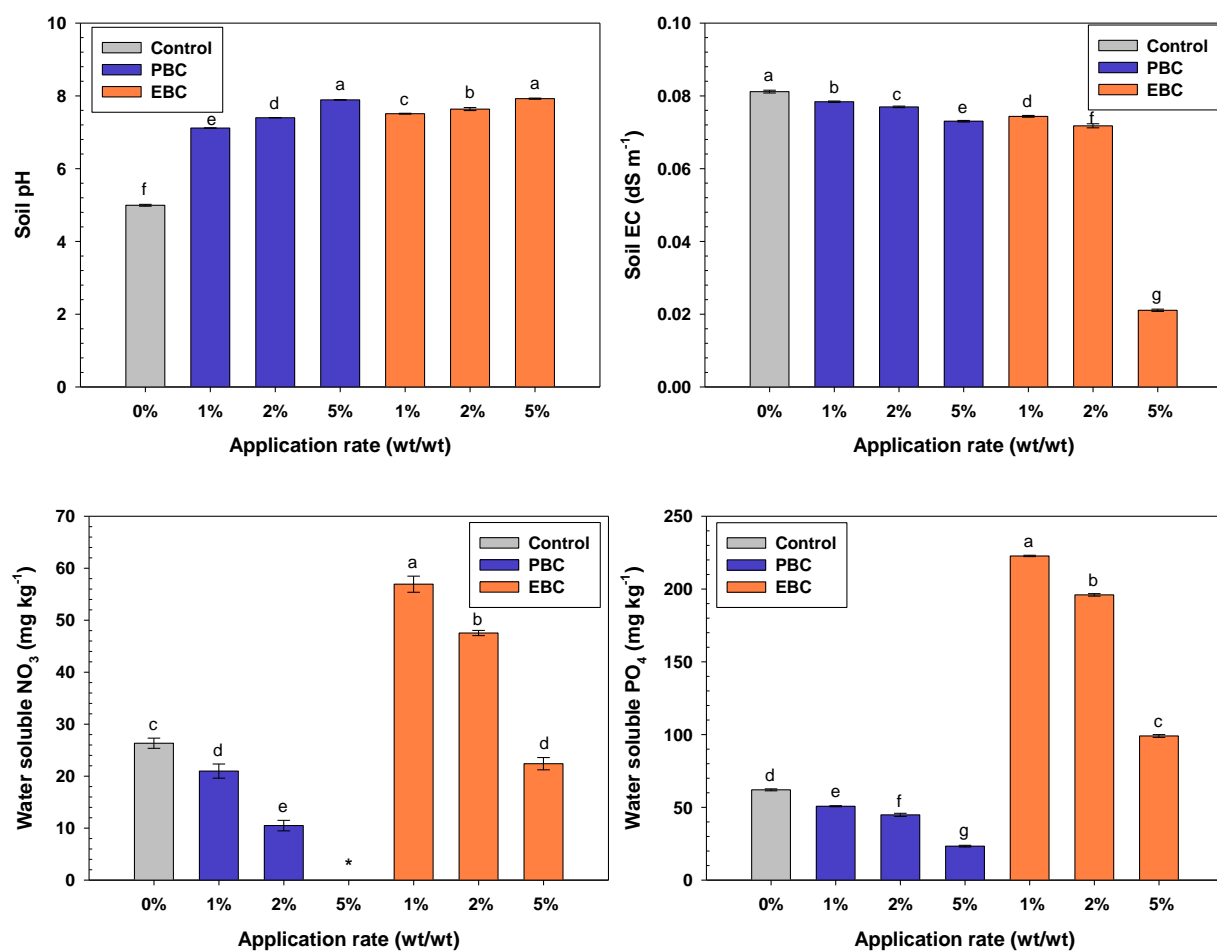 Soil pH
10
8
6
4
2
0
Control
PBC
EBC
f
e
d
a
c
b
a
0%
1%
2%
5%
1%
2%
5%
Application rate (wt/wt)
Soil EC (dS m⁻¹)
0.10
0.08
0.06
0.04
0.02
0.00
Control
PBC
EBC
a
b
c
e
d
f
g
0%
1%
2%
5%
1%
2%
5%
Application rate (wt/wt)
Water soluble NO₃ (mg kg⁻¹)
70
60
50
40
30
20
10
0
Control
PBC
EBC
c
d
e
*
a
b
d
0%
1%
2%
5%
1%
2%
5%
Application rate (wt/wt)
Water soluble PO₄ (mg kg⁻¹)
250
200
150
100
50
0
Control
PBC
EBC
d
e
f
g
a
b
c
0%
1%
2%
5%
1%
2%
5%
Application rate (wt/wt)